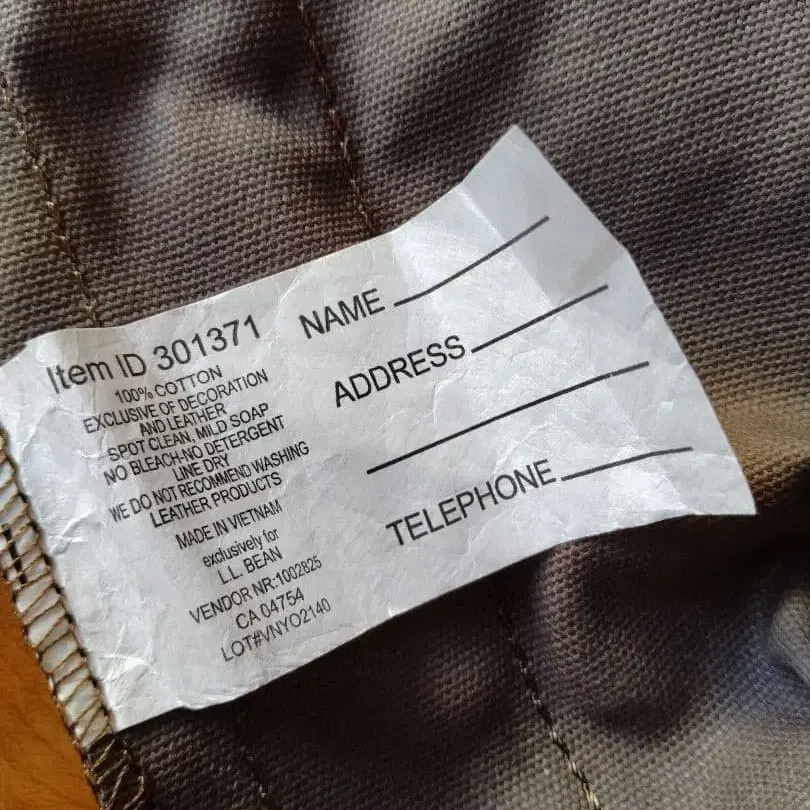 Item ID 301371
100% COTTON
EXCLUSIVE OF DECORATION
AND LEATHER
SPOT CLEAN, MILD SOAP
NO BLEACH-NO DETERGENT
LINE DRY
WE DO NOT RECOMMEND WASHING
LEATHER PRODUCTS
MADE IN VIETNAM
exclusively for
L.L. BEAN
VENDOR NR:1002825
CA 04754
LOT#VNYO2140
NAME
ADDRESS
TELEPHONE